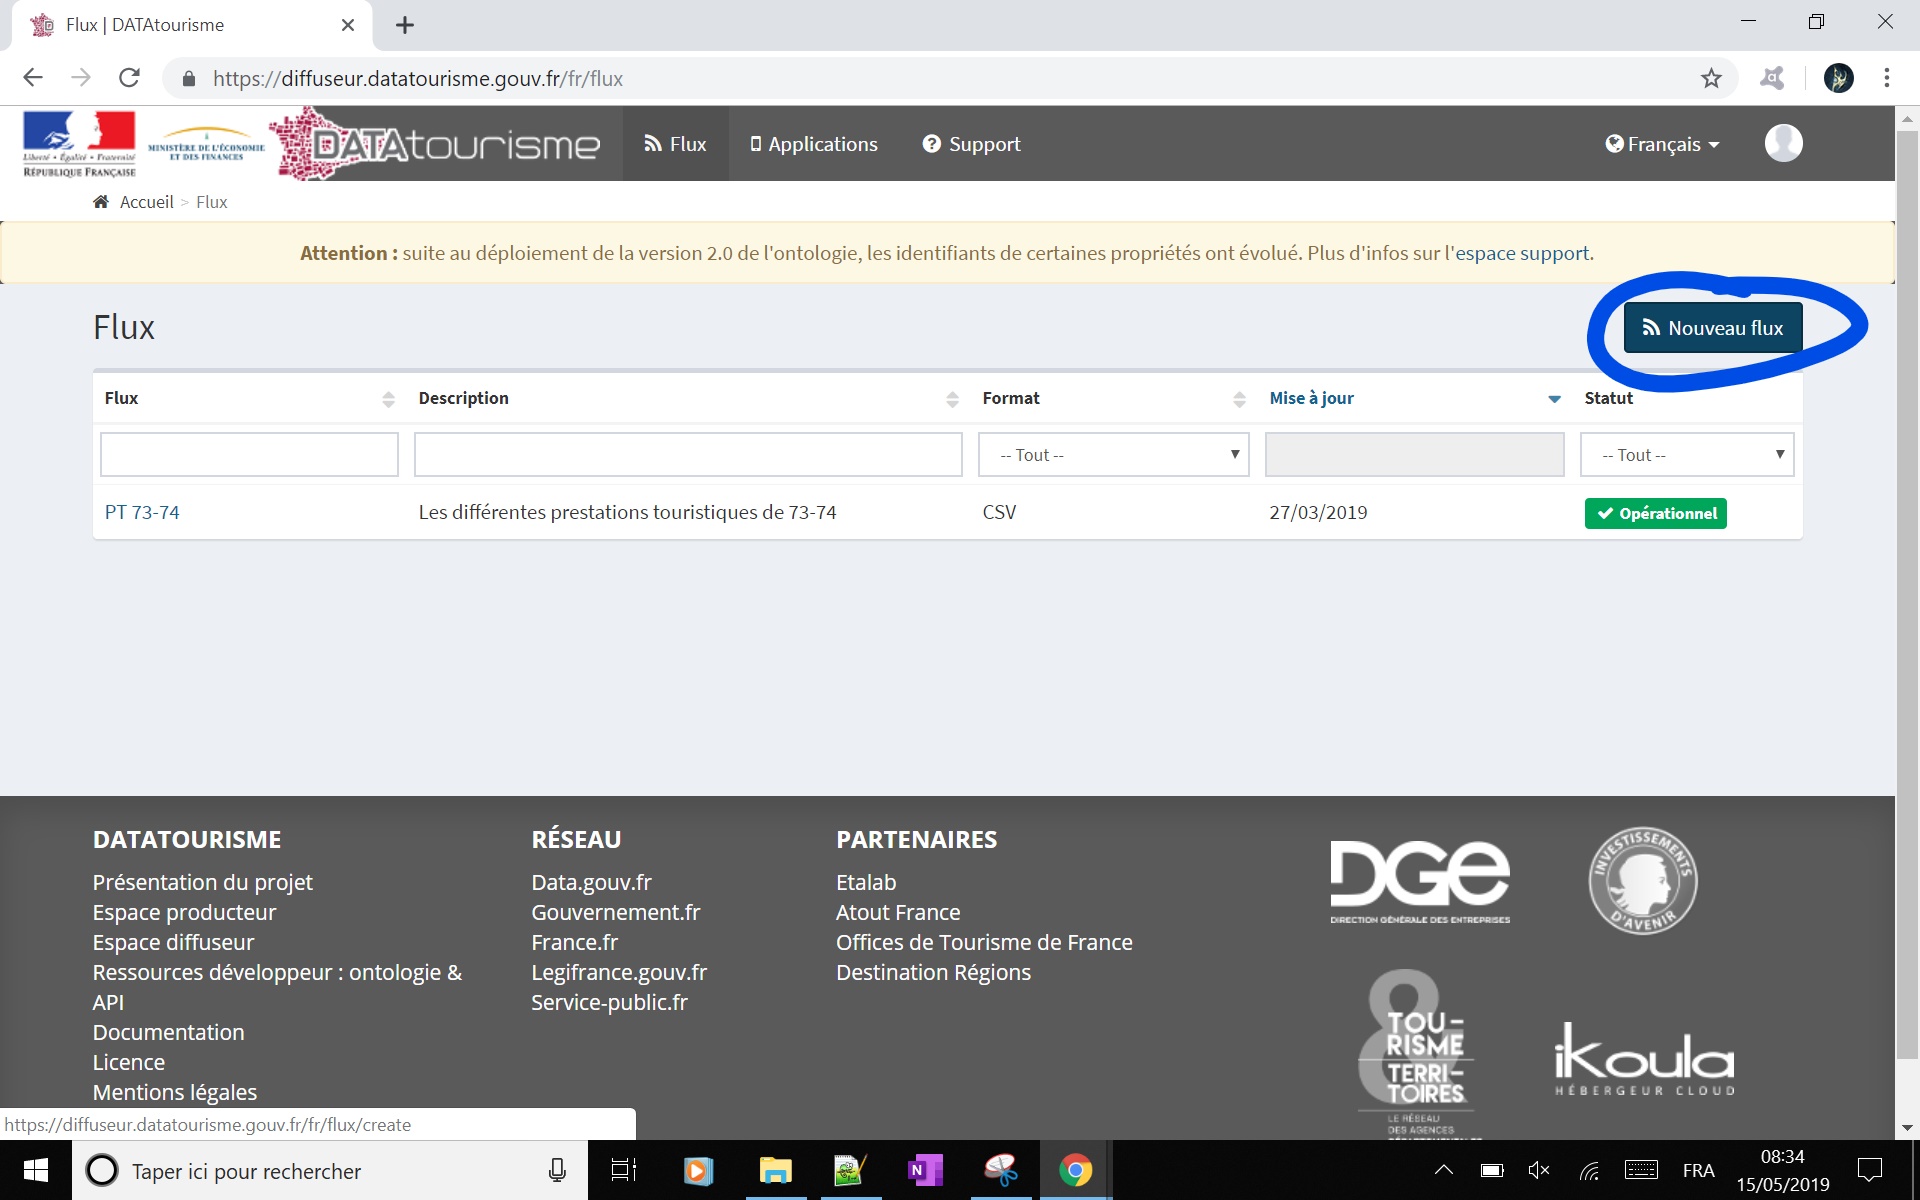 Flux | DATAtourisme
https://diffuseur.datatourisme.gouv.fr/fr/flux
Liberté • Égalité • Fraternité
RÉPUBLIQUE FRANÇAISE
MINISTÈRE DE L'ÉCONOMIE
ET DES FINANCES
DATAtourisme
Flux
Applications
Support
Français
Accueil > Flux
Attention : suite au déploiement de la version 2.0 de l'ontologie, les identifiants de certaines propriétés ont évolué. Plus d'infos sur l'espace support.
Flux
Nouveau flux
Flux Description Format Mise à jour Statut
-- Tout -- -- Tout --
PT 73-74 Les différentes prestations touristiques de 73-74 CSV 27/03/2019 Opérationnel
DATATOURISME
Présentation du projet
Espace producteur
Espace diffuseur
Ressources développeur : ontologie &
API
Documentation
Licence
Mentions légales
RÉSEAU
Data.gouv.fr
Gouvernement.fr
France.fr
Legifrance.gouv.fr
Service-public.fr
PARTENAIRES
Etalab
Atout France
Offices de Tourisme de France
Destination Régions
DGE
DIRECTION GÉNÉRALE DES ENTREPRISES
INVESTISSEMENTS
D'AVENIR
&
TOU-
RISME
TERRI-
TOIRES
LE RÉSEAU
DES AGENCES
ikoula
HÉBERGEUR CLOUD
https://diffuseur.datatourisme.gouv.fr/fr/flux/create
Taper ici pour rechercher
N
FRA
08:34
15/05/2019